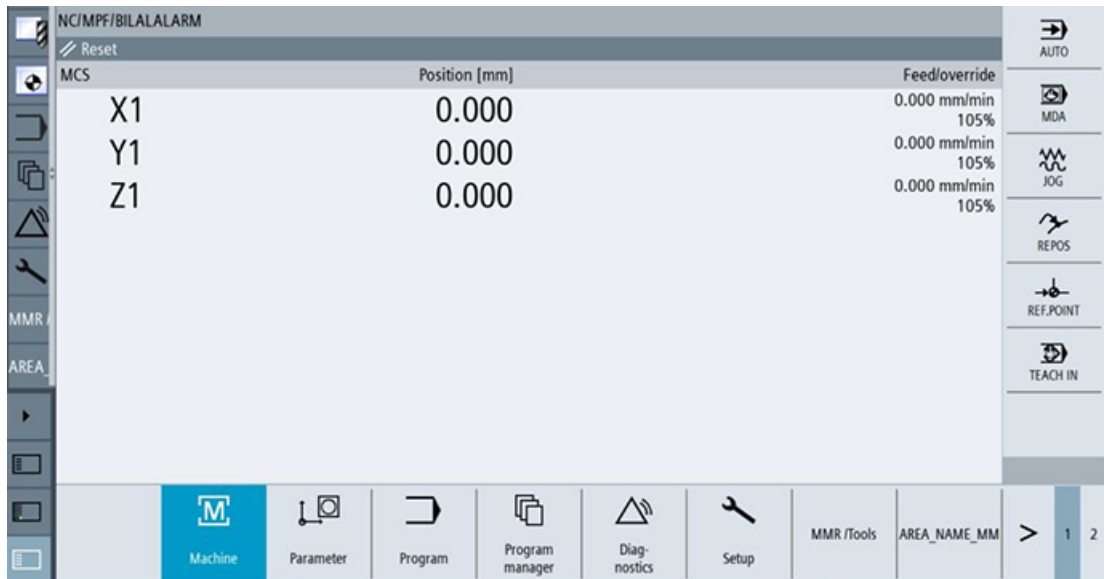 NC/MPF/BILALALARM
Reset
MCS Position [mm] Feed/override
X1 0.000 0.000 mm/min
105%
Y1 0.000 0.000 mm/min
105%
Z1 0.000 0.000 mm/min
105%
AUTO
MDA
JOG
REPOS
REF.POINT
TEACH IN
MMR /
AREA_
M
Machine
Parameter
Program
Program
manager
Diag-
nostics
Setup
MMR /Tools
AREA_NAME_MM
>
1
2